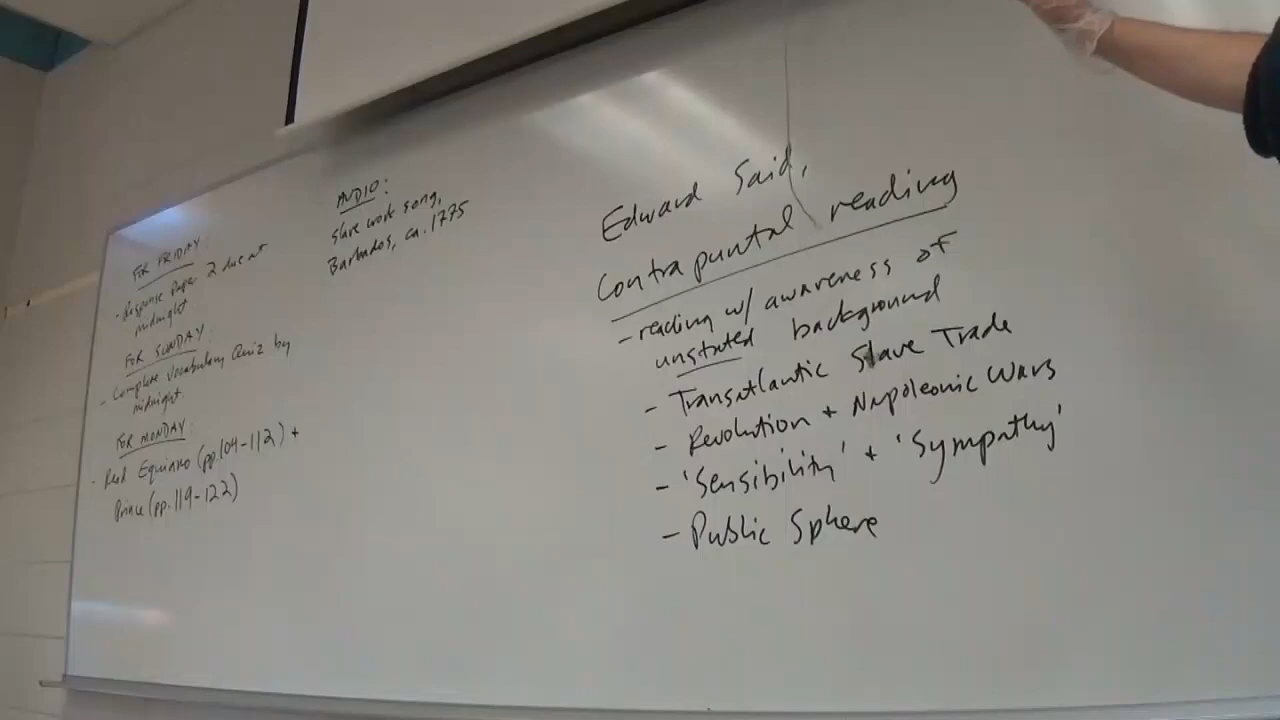 FOR FRIDAY:
- Response Paper 2 due at
midnight
FOR SUNDAY:
- Complete Vocabulary Quiz by
midnight.
FOR MONDAY:
- Read Equiano (pp.104-112) +
Prince (pp.119-122)
AUDIO:
Slave work song,
Barbados, ca. 1775
Edward Said,
Contrapuntal reading
- reading w/ awareness of
unstated background
- Transatlantic Slave Trade
- Revolution + Napoleonic Wars
- 'Sensibility' + 'Sympathy'
- Public Sphere